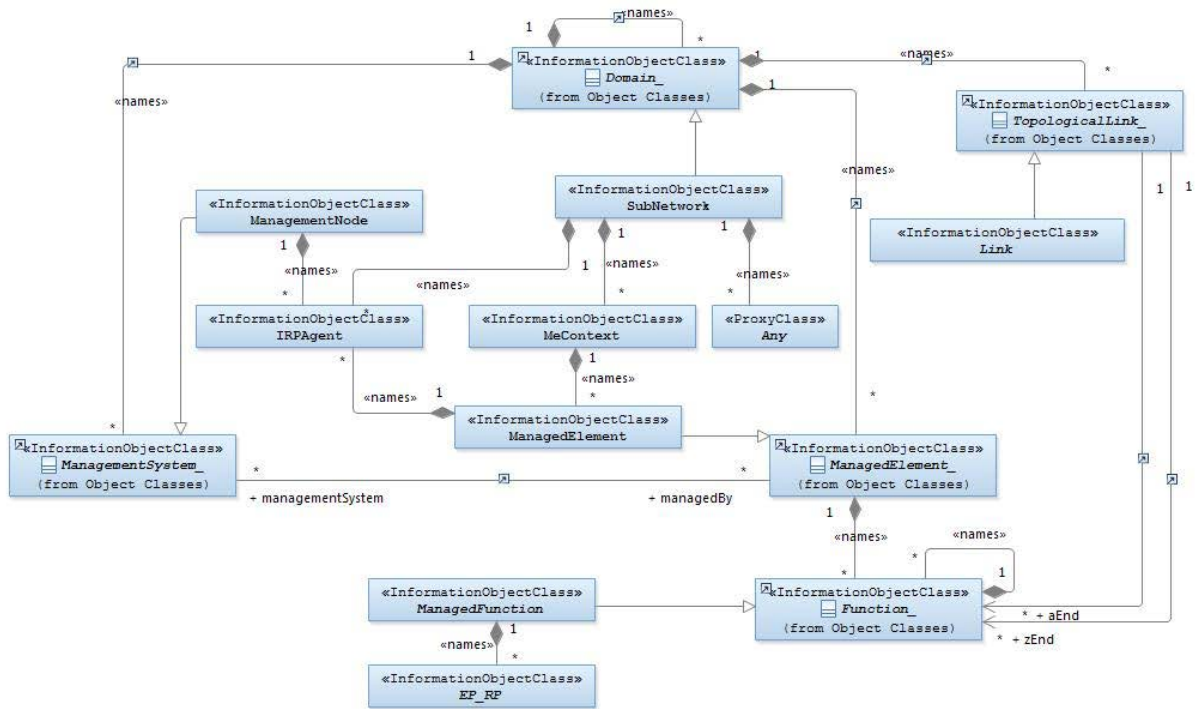 «names»
1
*
«InformationObjectClass»
Domain_
(from Object Classes)
1
1
«names»
*
1
«names»
*
«InformationObjectClass»
TopologicalLink_
(from Object Classes)
1
1
«names»
*
«InformationObjectClass»
SubNetwork
«InformationObjectClass»
ManagementNode
1
«names»
*
1
«names»
*
1
«names»
*
1
«names»
*
«InformationObjectClass»
Link
«InformationObjectClass»
IRPAgent
*
«InformationObjectClass»
MeContext
1
«names»
*
«ProxyClass»
Any
«names»
1
«InformationObjectClass»
ManagedElement
*
«InformationObjectClass»
ManagementSystem_
(from Object Classes)
*
+ managementSystem
*
+ managedBy
«InformationObjectClass»
ManagedElement_
(from Object Classes)
1
«names»
*
«names»
*
1
«InformationObjectClass»
Function_
(from Object Classes)
* + aEnd
* + zEnd
«InformationObjectClass»
ManagedFunction
1
«names»
*
«InformationObjectClass»
EP_RP